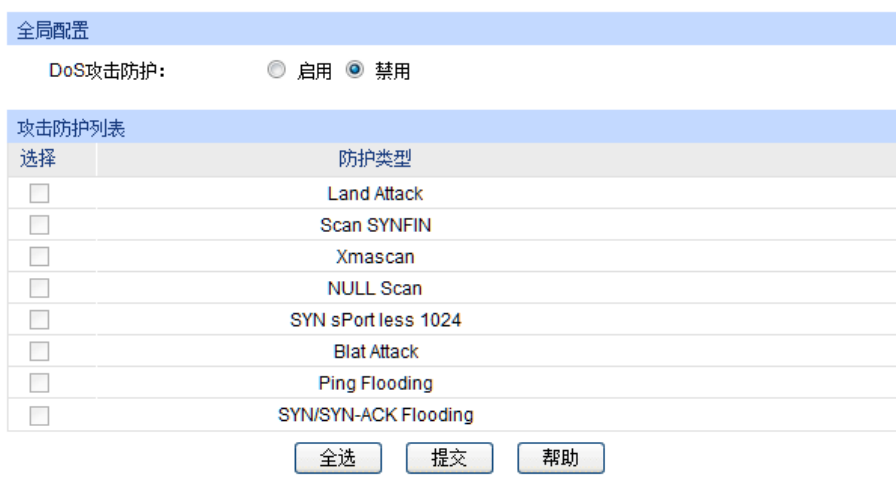 全局配置
DoS攻击防护： 启用 禁用
攻击防护列表
选择 防护类型
Land Attack
Scan SYNFIN
Xmascan
NULL Scan
SYN sPort less 1024
Blat Attack
Ping Flooding
SYN/SYN-ACK Flooding
全选 提交 帮助